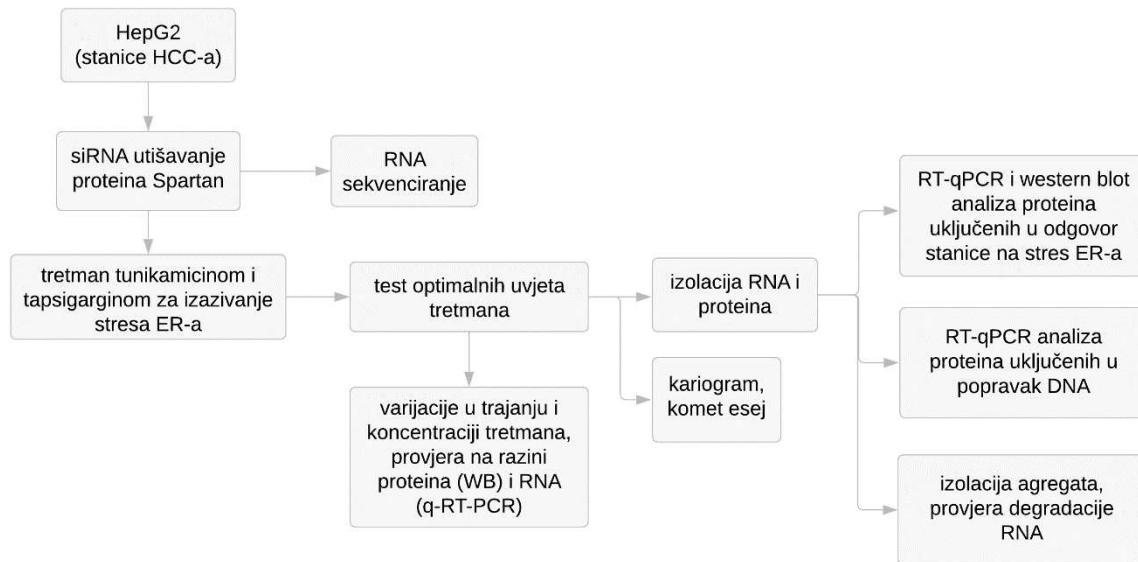 HepG2
(stanice HCC-a)
siRNA utišavanje
proteina Spartan
RNA
sekvenciranje
tretman tunikamicinom i
tapsigarginom za izazivanje
stresa ER-a
test optimalnih uvjeta
tretmana
varijacije u trajanju i
koncentraciji tretmana,
provjera na razini
proteina (WB) i RNA
(q-RT-PCR)
izolacija RNA i
proteina
kariogram,
komet esej
RT-qPCR i western blot
analiza proteina
uključenih u odgovor
stanice na stres ER-a
RT-qPCR analiza
proteina uključenih u
popravak DNA
izolacija agregata,
provjera degradacije
RNA